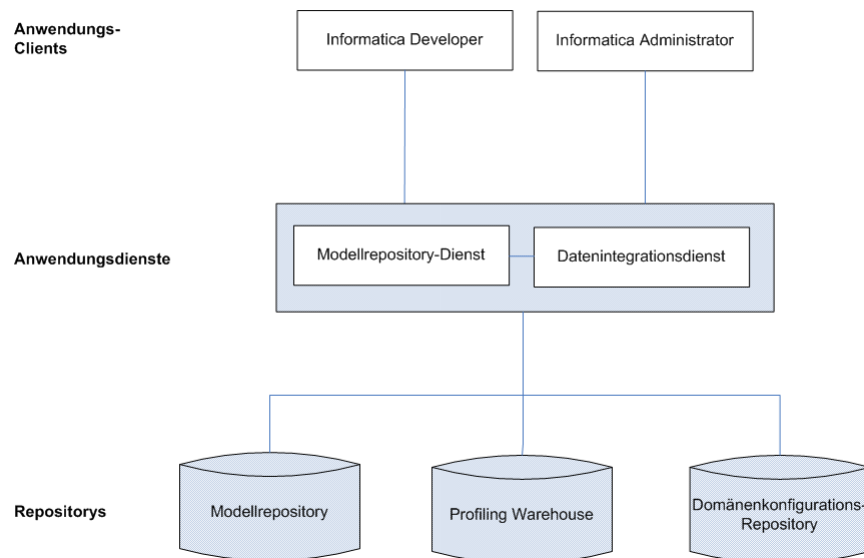 Anwendungs-
Clients
Informatica Developer
Informatica Administrator
Anwendungsdienste
Modellrepository-Dienst
Datenintegrationsdienst
Repositorys
Modellrepository
Profiling Warehouse
Domänenkonfigurations-
Repository